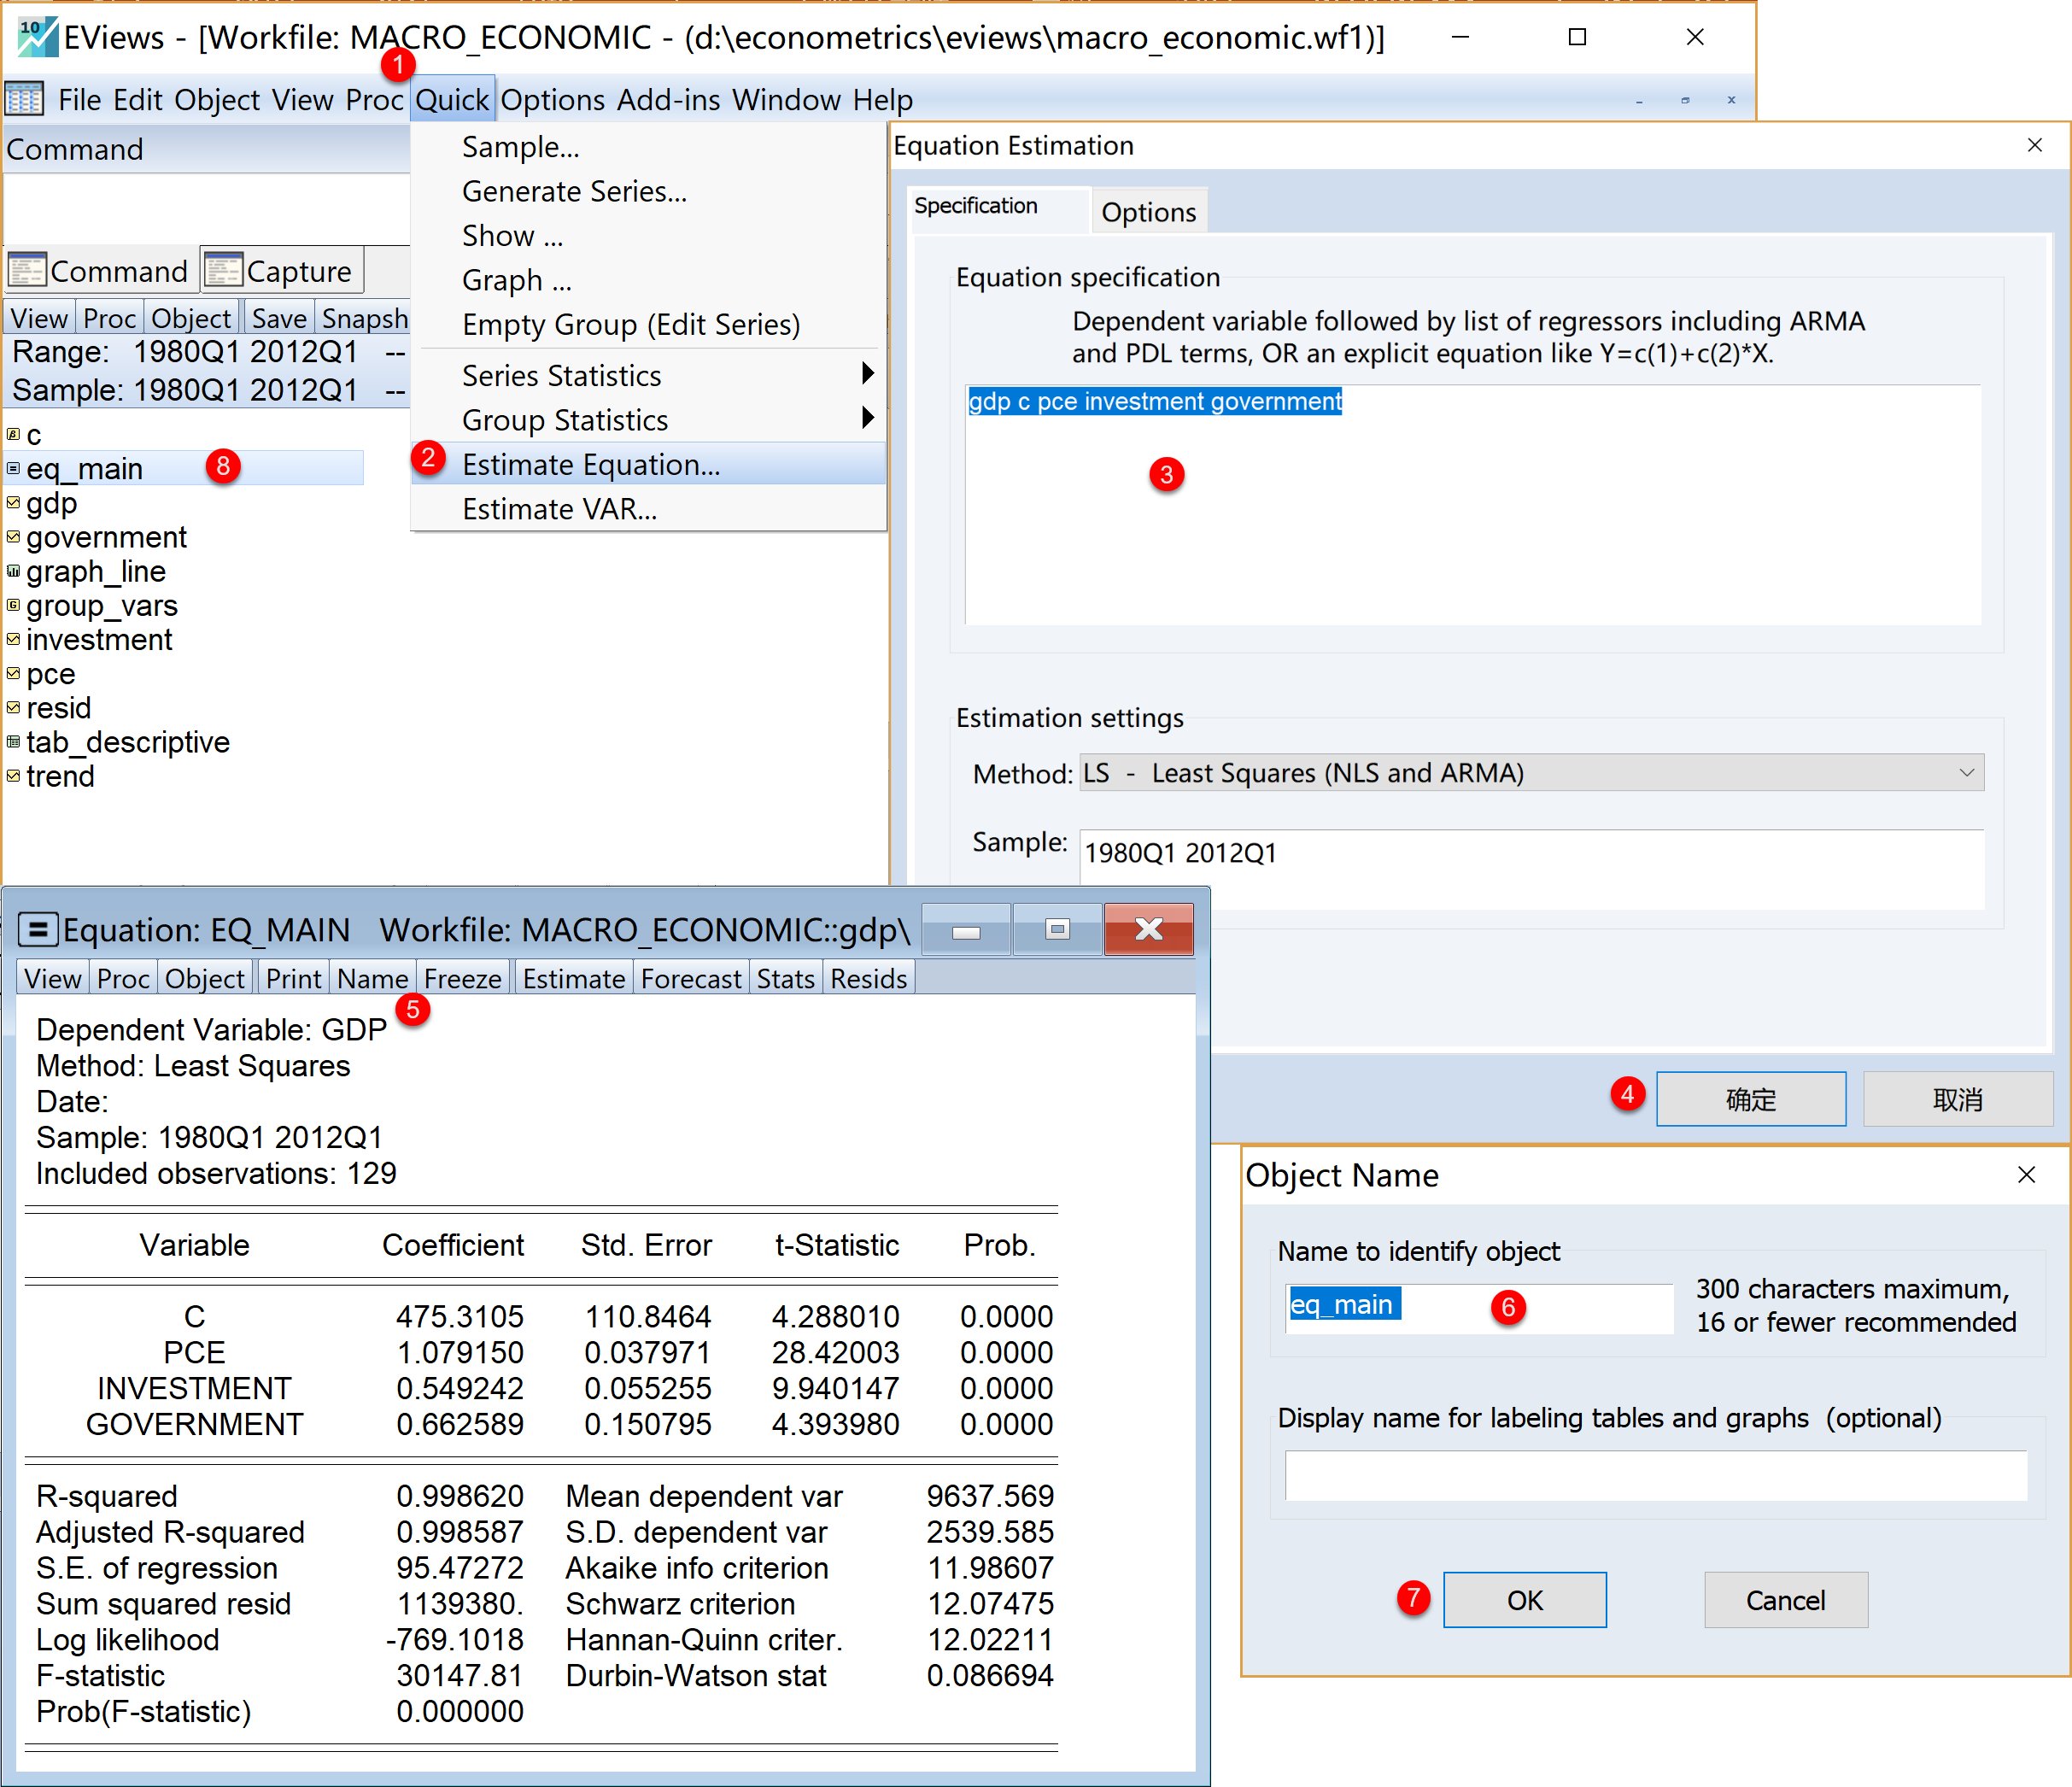 10 EViews - [Workfile: MACRO_ECONOMIC - (d:\econometrics\eviews\macro_economic.wf1)]
1
File Edit Object View Proc Quick Options Add-ins Window Help
Command
Command Capture
View Proc Object Save Snapsh
Range: 1980Q1 2012Q1 --
Sample: 1980Q1 2012Q1 --
c
eq_main 8
gdp
government
graph_line
group_vars
investment
pce
resid
tab_descriptive
trend
Sample...
Generate Series...
Show ...
Graph ...
Empty Group (Edit Series)
Series Statistics
Group Statistics
2 Estimate Equation...
Estimate VAR...
Equation Estimation
Specification Options
Equation specification
Dependent variable followed by list of regressors including ARMA
and PDL terms, OR an explicit equation like Y=c(1)+c(2)*X.
gdp c pce investment government
3
Estimation settings
Method: LS - Least Squares (NLS and ARMA)
Sample: 1980Q1 2012Q1
4 确定 取消
Equation: EQ_MAIN Workfile: MACRO_ECONOMIC::gdp\
View Proc Object Print Name Freeze Estimate Forecast Stats Resids
5
Dependent Variable: GDP
Method: Least Squares
Date:
Sample: 1980Q1 2012Q1
Included observations: 129
Variable Coefficient Std. Error t-Statistic Prob.
C 475.3105 110.8464 4.288010 0.0000
PCE 1.079150 0.037971 28.42003 0.0000
INVESTMENT 0.549242 0.055255 9.940147 0.0000
GOVERNMENT 0.662589 0.150795 4.393980 0.0000
R-squared 0.998620 Mean dependent var 9637.569
Adjusted R-squared 0.998587 S.D. dependent var 2539.585
S.E. of regression 95.47272 Akaike info criterion 11.98607
Sum squared resid 1139380. Schwarz criterion 12.07475
Log likelihood -769.1018 Hannan-Quinn criter. 12.02211
F-statistic 30147.81 Durbin-Watson stat 0.086694
Prob(F-statistic) 0.000000
Object Name
Name to identify object
eq_main 6
300 characters maximum,
16 or fewer recommended
Display name for labeling tables and graphs (optional)
7 OK Cancel